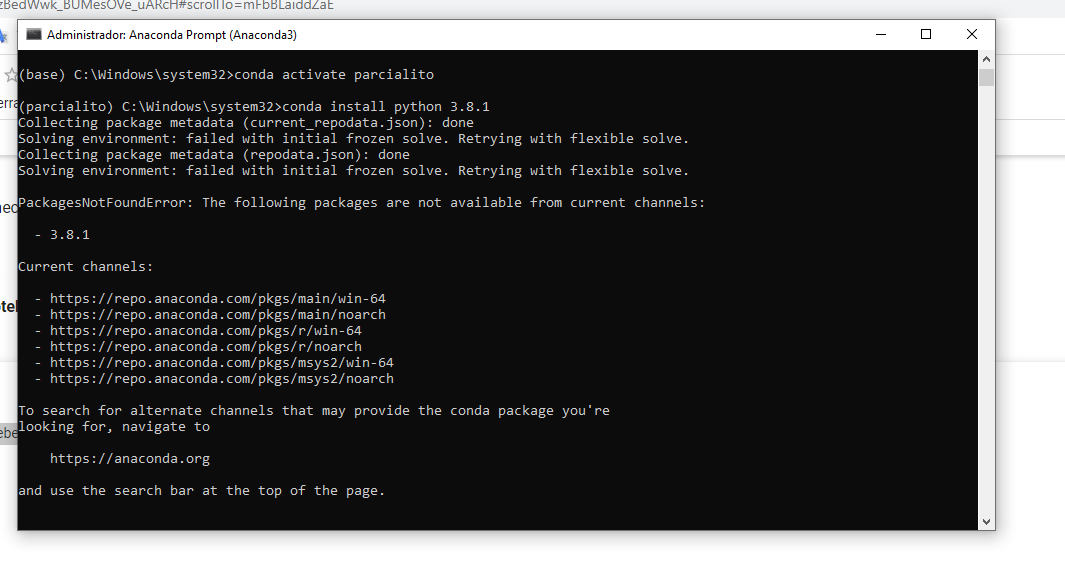 zBedWwk_BUMesOVe_uARcH#scrollTo=mFbBLaiddZaE
Administrador: Anaconda Prompt (Anaconda3)
(base) C:\Windows\system32>conda activate parcialito
(parcialito) C:\Windows\system32>conda install python 3.8.1
Collecting package metadata (current_repodata.json): done
Solving environment: failed with initial frozen solve. Retrying with flexible solve.
Collecting package metadata (repodata.json): done
Solving environment: failed with initial frozen solve. Retrying with flexible solve.
PackagesNotFoundError: The following packages are not available from current channels:
- 3.8.1
Current channels:
- https://repo.anaconda.com/pkgs/main/win-64
- https://repo.anaconda.com/pkgs/main/noarch
- https://repo.anaconda.com/pkgs/r/win-64
- https://repo.anaconda.com/pkgs/r/noarch
- https://repo.anaconda.com/pkgs/msys2/win-64
- https://repo.anaconda.com/pkgs/msys2/noarch
To search for alternate channels that may provide the conda package you're
looking for, navigate to
https://anaconda.org
and use the search bar at the top of the page.